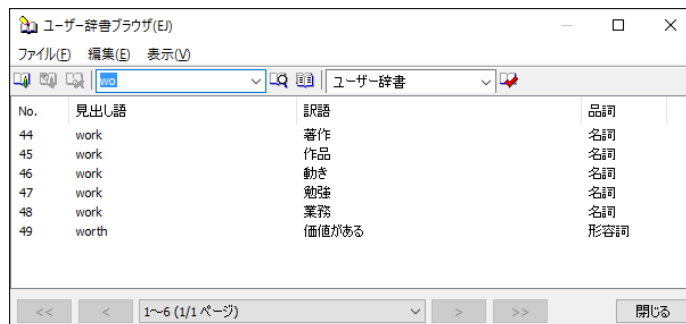 ユーザー辞書ブラウザ(EJ)
ファイル(F) 編集(E) 表示(V)
wo ユーザー辞書
No. 見出し語 訳語 品詞
44 work 著作 名詞
45 work 作品 名詞
46 work 動き 名詞
47 work 勉強 名詞
48 work 業務 名詞
49 worth 価値がある 形容詞
<< < 1～6 (1/1 ページ) > >> 閉じる